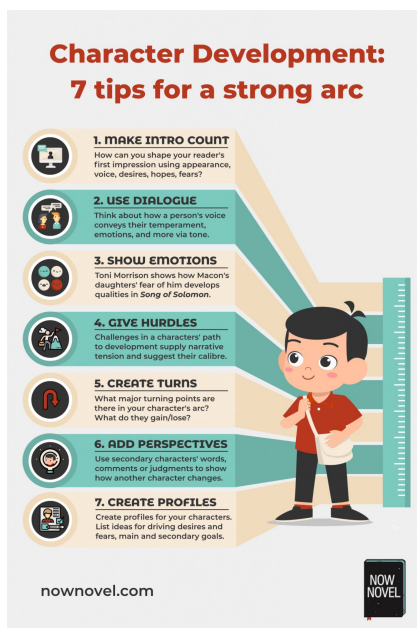 Character Development:
7 tips for a strong arc
1. MAKE INTRO COUNT
How can you shape your reader's
first impression using appearance,
voice, desires, hopes, fears?
2. USE DIALOGUE
Think about how a person's voice
conveys their temperament,
emotions, and more via tone.
3. SHOW EMOTIONS
Toni Morrison shows how Macon's
daughters' fear of him develops
qualities in Song of Solomon.
4. GIVE HURDLES
Challenges in a characters' path
to development supply narrative
tension and suggest their calibre.
5. CREATE TURNS
What major turning points are
there in your character's arc?
What do they gain/lose?
6. ADD PERSPECTIVES
Use secondary characters' words,
comments or judgments to show
how another character changes.
7. CREATE PROFILES
Create profiles for your characters.
List ideas for driving desires and
fears, main and secondary goals.
nownovel.com
NOW
NOVEL